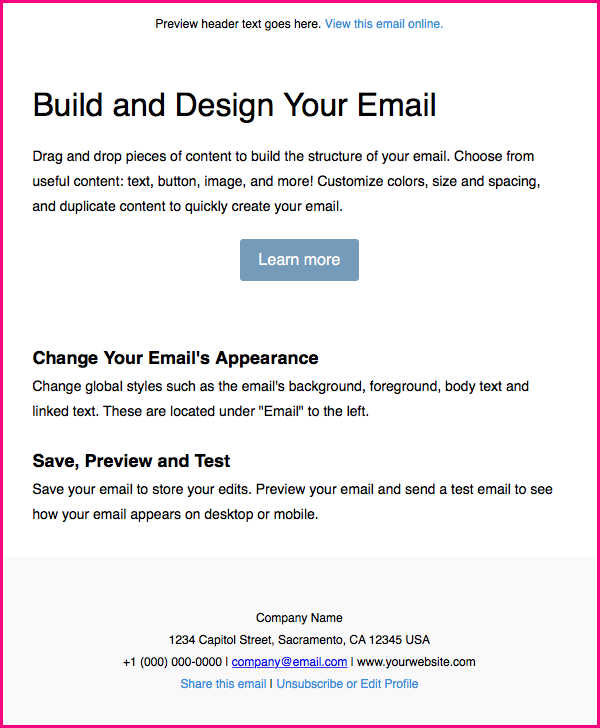 Preview header text goes here. View this email online.
Build and Design Your Email
Drag and drop pieces of content to build the structure of your email. Choose from
useful content: text, button, image, and more! Customize colors, size and spacing,
and duplicate content to quickly create your email.
Learn more
Change Your Email's Appearance
Change global styles such as the email's background, foreground, body text and
linked text. These are located under "Email" to the left.
Save, Preview and Test
Save your email to store your edits. Preview your email and send a test email to see
how your email appears on desktop or mobile.
Company Name
1234 Capitol Street, Sacramento, CA 12345 USA
+1 (000) 000-0000 | company@email.com | www.yourwebsite.com
Share this email | Unsubscribe or Edit Profile